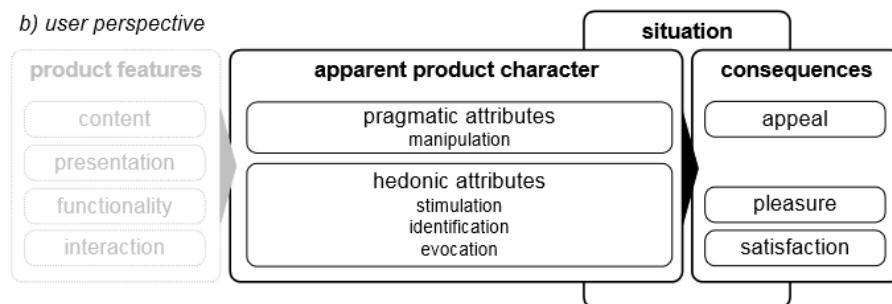 b) user perspective
situation
product features
content
presentation
functionality
interaction
apparent product character
pragmatic attributes
manipulation
hedonic attributes
stimulation
identification
evocation
consequences
appeal
pleasure
satisfaction